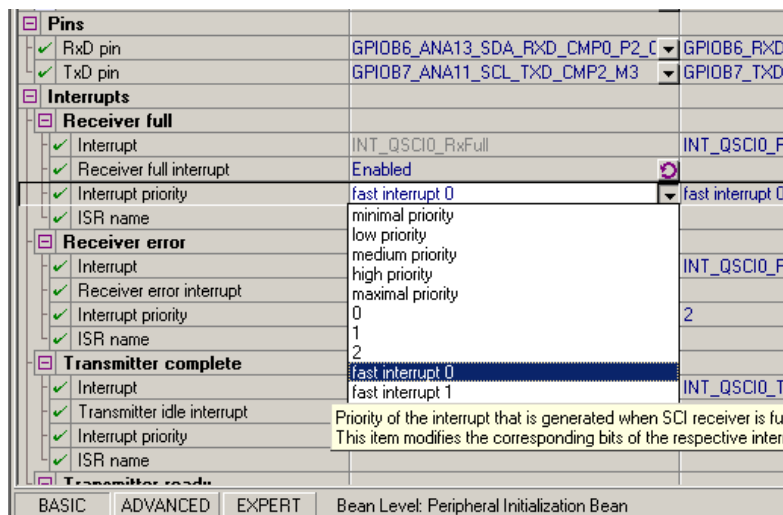 Pins
RxD pin GPIOB6_ANA13_SDA_RXD_CMP0_P2_ GPIOB6_RXD
TxD pin GPIOB7_ANA11_SCL_TXD_CMP2_M3 GPIOB7_TXD
Interrupts
Receiver full
Interrupt INT_QSCI0_RxFull INT_QSCI0_
Receiver full interrupt Enabled
Interrupt priority fast interrupt 0 fast interrupt 0
ISR name minimal priority
low priority
Receiver error
medium priority
Interrupt high priority INT_QSCI0_
Receiver error interrupt maximal priority
Interrupt priority 0 2
ISR name 1
2
Transmitter complete
fast interrupt 0
Interrupt fast interrupt 1 INT_QSCI0_T
Transmitter idle interrupt
Priority of the interrupt that is generated when SCI receiver is fu
Interrupt priority
This item modifies the corresponding bits of the respective inter
ISR name
Transmitter ready
BASIC ADVANCED EXPERT Bean Level: Peripheral Initialization Bean